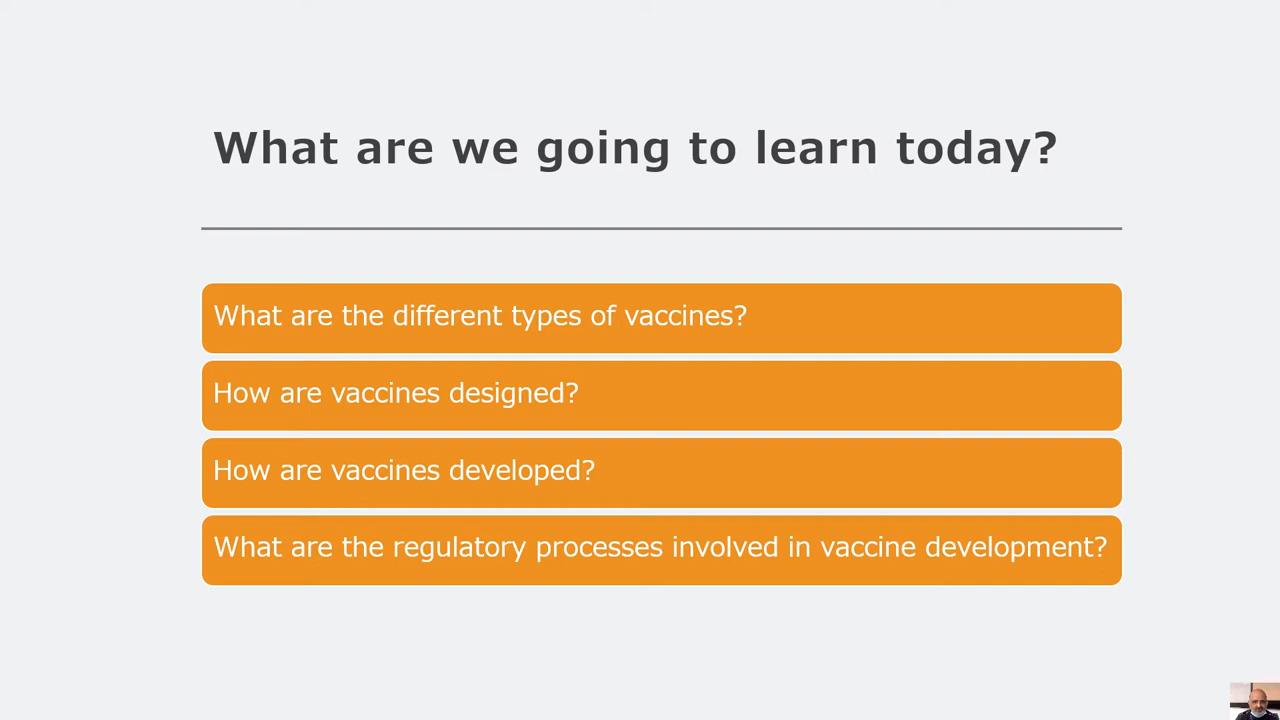 What are we going to learn today?
What are the different types of vaccines?
How are vaccines designed?
How are vaccines developed?
What are the regulatory processes involved in vaccine development?